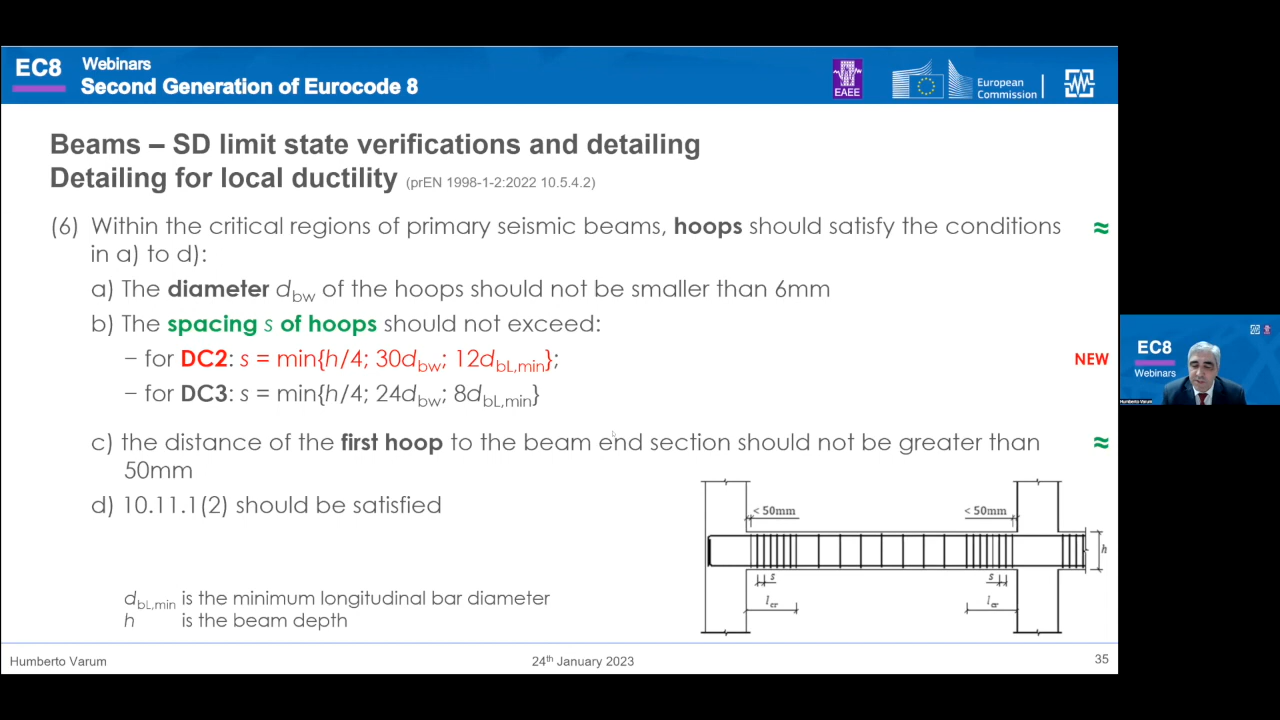 EC8
Webinars
Second Generation of Eurocode 8
EAEE
European
Commission
Beams – SD limit state verifications and detailing
Detailing for local ductility (prEN 1998-1-2:2022 10.5.4.2)
(6) Within the critical regions of primary seismic beams, hoops should satisfy the conditions ≈
in a) to d):
a) The diameter dbw of the hoops should not be smaller than 6mm
b) The spacing s of hoops should not exceed:
− for DC2: s = min{h/4; 30dbw; 12dbL,min}; NEW
− for DC3: s = min{h/4; 24dbw; 8dbL,min}
c) the distance of the first hoop to the beam end section should not be greater than ≈
50mm
d) 10.11.1(2) should be satisfied
< 50mm < 50mm
h
s s
lcr lcr
dbL,min is the minimum longitudinal bar diameter
h is the beam depth
Humberto Varum 24th January 2023 35
EC8
Webinars
Humberto Varum